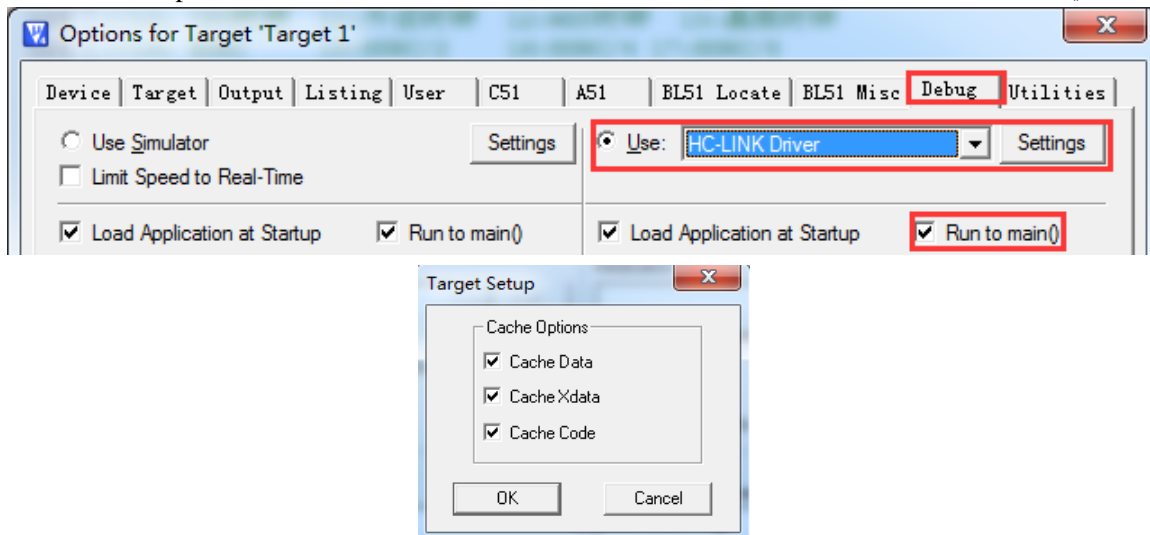 Options for Target 'Target 1'
Device Target Output Listing User C51 A51 BL51 Locate BL51 Misc Debug Utilities
Use Simulator Settings Use: HC-LINK Driver Settings
Limit Speed to Real-Time
Load Application at Startup Run to main() Load Application at Startup Run to main()
Target Setup
Cache Options
Cache Data
Cache Xdata
Cache Code
OK Cancel